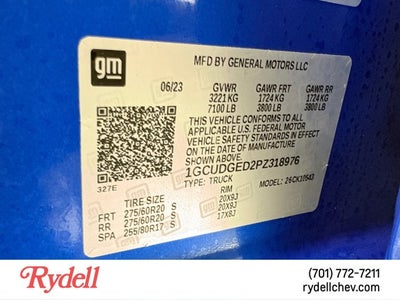 gm
MFD BY GENERAL MOTORS LLC
06/23 GVWR GAWR FRT GAWR RR
3221 KG 1724 KG 1724 KG
7100 LB 3800 LB 3800 LB
THIS VEHICLE CONFORMS TO ALL APPLICABLE
U.S. FEDERAL MOTOR VEHICLE SAFETY AND
THEFT PREVENTION STANDARDS IN EFFECT ON
THE DATE OF MANUFACTURE SHOWN ABOVE.
1GCUDGED2PZ318976
327E
TYPE: TRUCK MODEL:
RIM
FRT 275/60R20 S 20X9J
RR 275/60R20 S 20X9J
SPA 255/80R17 S 17X8J
Rydell
(701) 772-7211
rydellchev.com